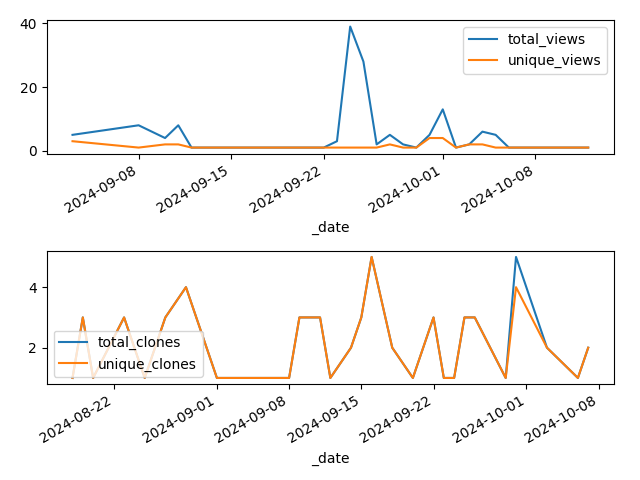 40
20
0
total_views
unique_views
2024-09-08
2024-09-15
2024-09-22
2024-10-01
2024-10-08
_date
4
2
total_clones
unique_clones
2024-08-22
2024-09-01
2024-09-08
2024-09-15
2024-09-22
2024-10-01
2024-10-08
_date